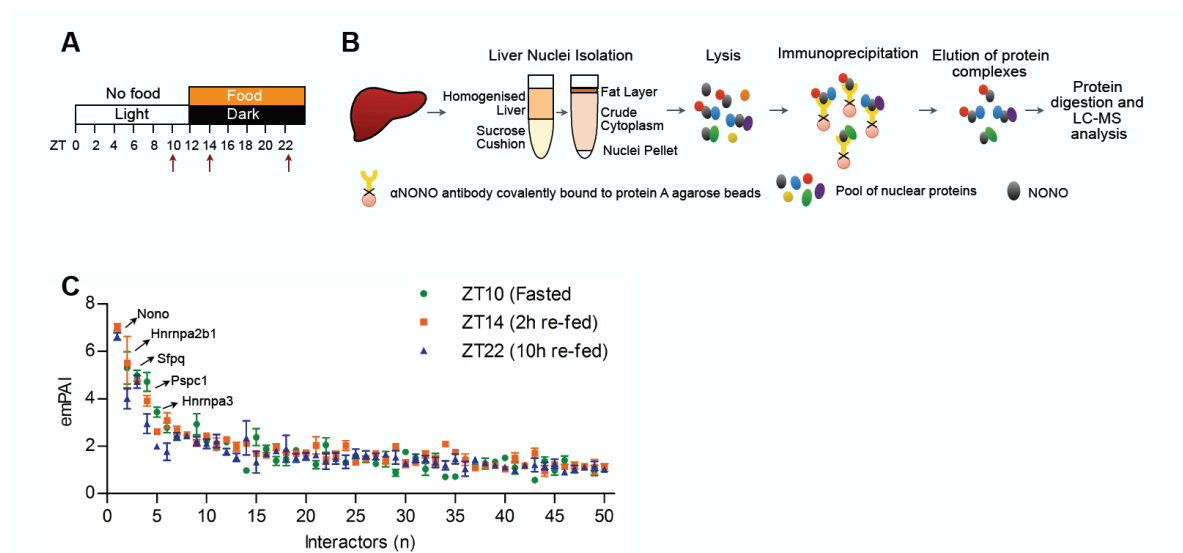 A
No food
Food
Light
Dark
ZT 0 2 4 6 8 10 12 14 16 18 20 22
B
Liver Nuclei Isolation
Lysis
Immunoprecipitation
Elution of protein
complexes
Homogenised
Liver
Sucrose
Cushion
Fat Layer
Crude
Cytoplasm
Nuclei Pellet
Protein
digestion and
LC-MS
analysis
αNONO antibody covalently bound to protein A agarose beads
Pool of nuclear proteins
NONO
C
ZT10 (Fasted
ZT14 (2h re-fed)
ZT22 (10h re-fed)
Nono
Hnrnpa2b1
Sfpq
Pspc1
Hnrnpa3
emPAI
8
6
4
2
0
0 5 10 15 20 25 30 35 40 45 50
Interactors (n)